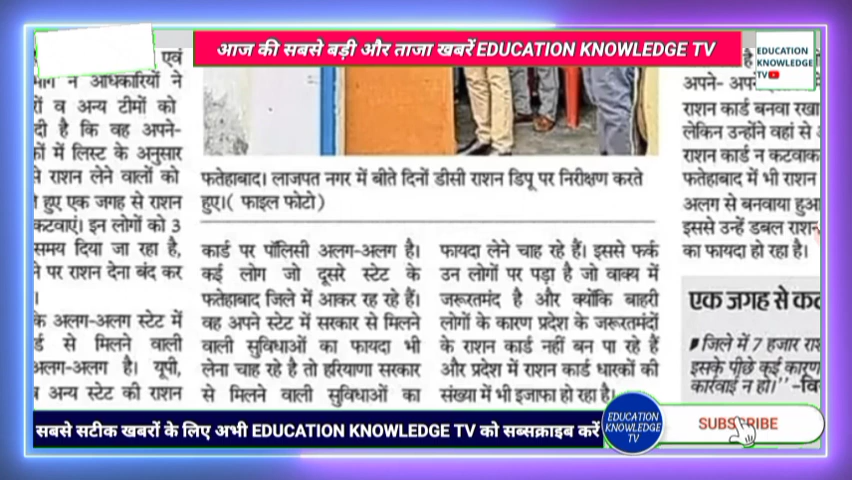 आज की सबसे बड़ी और ताजा खबरें EDUCATION KNOWLEDGE TV
EDUCATION
KNOWLEDGE
TV
एवं
न अधिकारियों ने
व अन्य टीमों को
दी है कि वह अपने-
में लिस्ट के अनुसार
राशन लेने वालों को
हुए एक जगह से राशन
कटवाएं। इन लोगों को 3
समय दिया जा रहा है,
पर राशन देना बंद कर
।
के अलग-अलग स्टेट में
से मिलने वाली
अलग-अलग है। यूपी,
अन्य स्टेट की राशन
फतेहाबाद। लाजपत नगर में बीते दिनों डीसी राशन डिपू पर निरीक्षण करते
हुए।( फाइल फोटो )
कार्ड पर पॉलिसी अलग-अलग है।
कई लोग जो दूसरे स्टेट के
फतेहाबाद जिले में आकर रह रहे हैं।
वह अपने स्टेट में सरकार से मिलने
वाली सुविधाओं का फायदा भी
लेना चाह रहे है तो हरियाणा सरकार
से मिलने वाली सुविधाओं का
फायदा लेने चाह रहे हैं। इससे फर्क
उन लोगों पर पड़ा है जो वाक्य में
जरूरतमंद है और क्योंकि बाहरी
लोगों के कारण प्रदेश के जरूरतमंदों
के राशन कार्ड नहीं बन पा रहे हैं
और प्रदेश में राशन कार्ड धारकों की
संख्या में भी इजाफा हो रहा है।
अपने-
राशन कार्ड बनवा रखा
लेकिन उन्होंने वहां से
राशन कार्ड न कटवाक
फतेहाबाद में भी राशन
अलग से बनवाया हुआ
इससे उन्हें डबल राशन
का फायदा हो रहा है।
एक जगह से
जिले में 7 हजार
इसके पीछे कई कारण
कार्रवाई न हो।''
सबसे सटीक खबरों के लिए अभी EDUCATION KNOWLEDGE TV को सब्सक्राइब करें
EDUCATION
KNOWLEDGE
TV